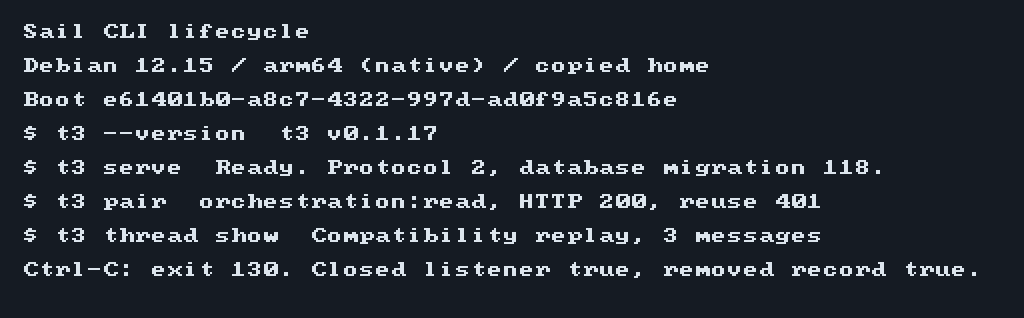 Sail CLI lifecycle
Debian 12.15 / arm64 (native) / copied home
Boot e61401b0-a8c7-4322-997d-ad0f9a5c816e
$ t3 --version  t3 v0.1.17
$ t3 serve  Ready. Protocol 2, database migration 118.
$ t3 pair  orchestration:read, HTTP 200, reuse 401
$ t3 thread show  Compatibility replay, 3 messages
Ctrl-C: exit 130. Closed listener true, removed record true.